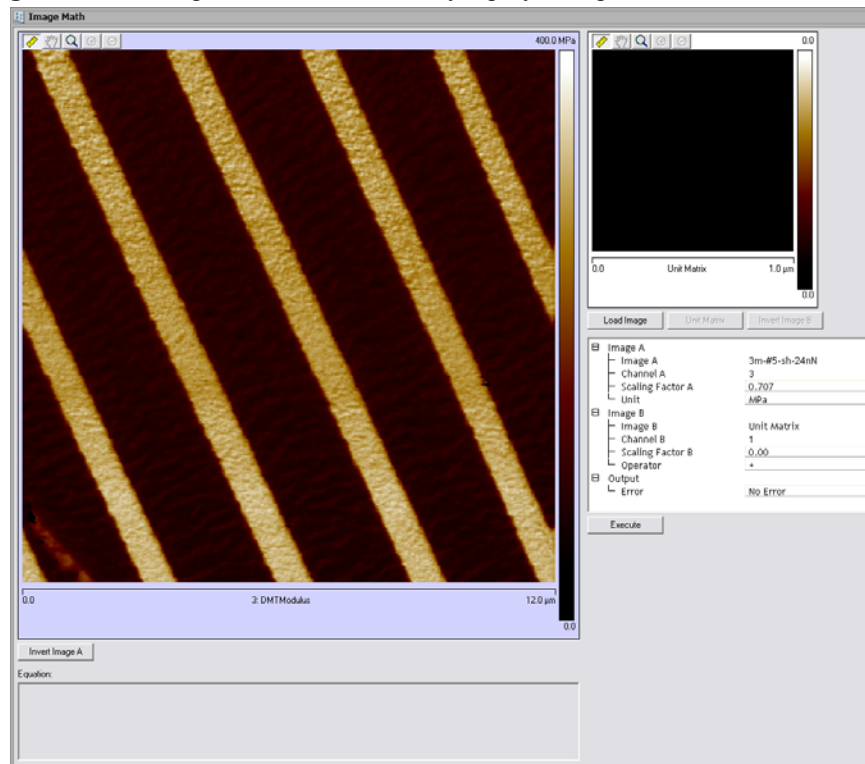 Image Math
400.0 MPa
0.0
3: DMTModulus
12.0 µm
0.0
Invert Image A
Equation:
0.0
0.0
Unit Matrix
1.0 µm
0.0
Load Image
Unit Matrix
Invert Image B
Image A
Image A 3m-#5-sh-24nN
Channel A 3
Scaling Factor A 0.707
Unit MPa
Image B
Image B Unit Matrix
Channel B 1
Scaling Factor B 0.00
Operator
Output
Error No Error
Execute